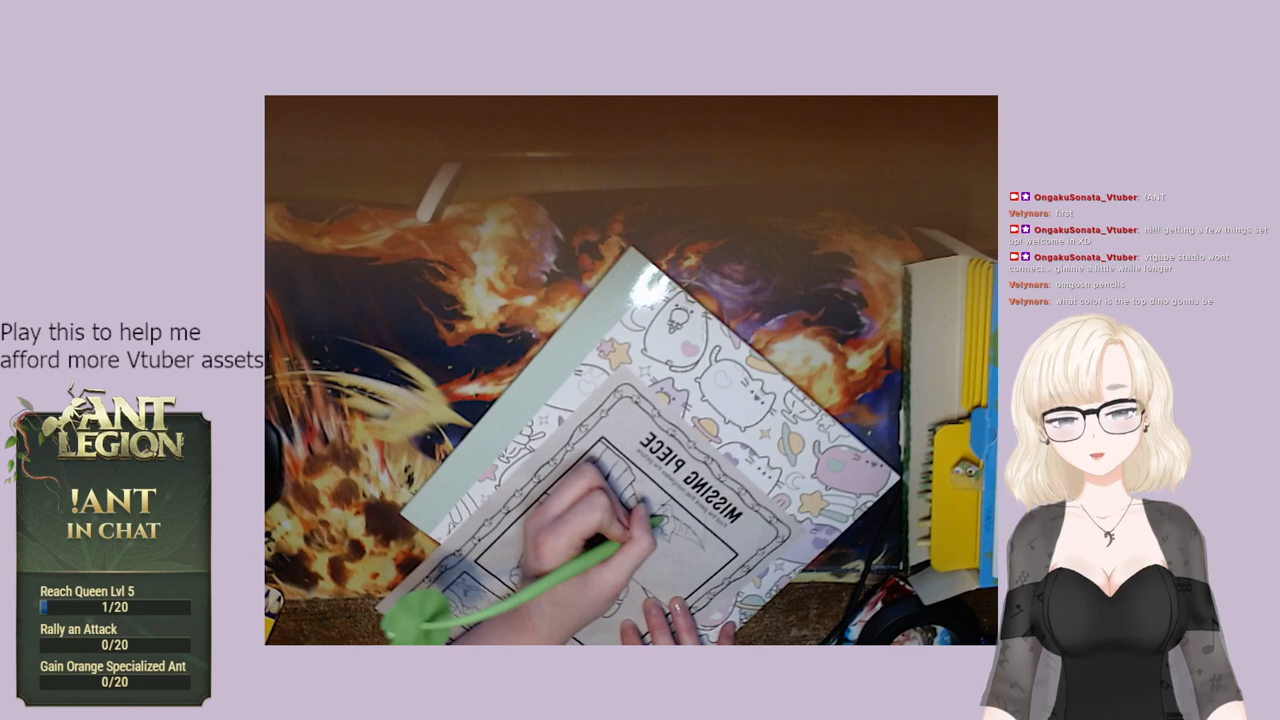 OngakuSonata_Vtuber: !ANT
Velynara: first
OngakuSonata_Vtuber: hi!!! getting a few things set
up! welcome in XD
OngakuSonata_Vtuber: vtgube studio wont
connect... gimme a little while longer
Velynara: omgosh pencils
Velynara: what color is the top dino gonna be
Play this to help me
afford more Vtuber assets!
ANT
LEGION
!ANT
IN CHAT
Reach Queen Lvl 5
1/20
Rally an Attack
0/20
Gain Orange Specialized Ant
0/20
MISSING PIECE